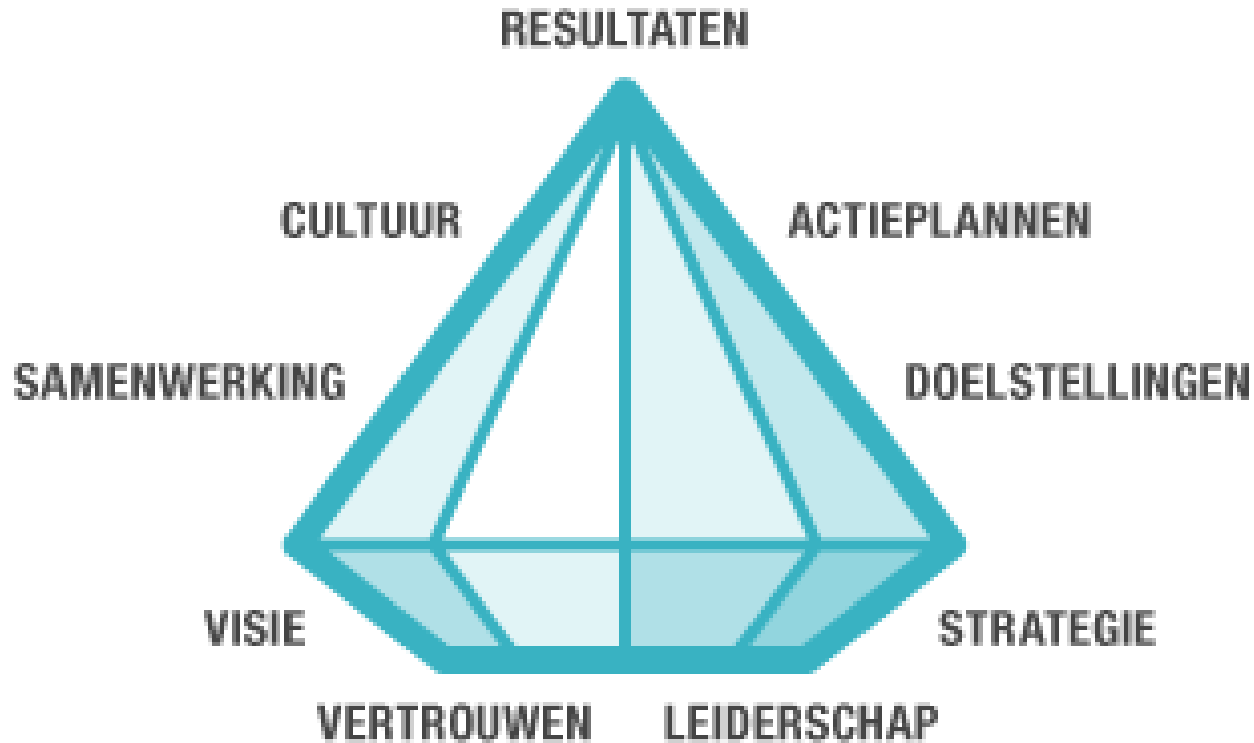 RESULTATEN
CULTUUR
ACTIEPLANNEN
SAMENWERKING
DOELSTELLINGEN
VISIE
STRATEGIE
VERTROUWEN
LEIDERSCHAP